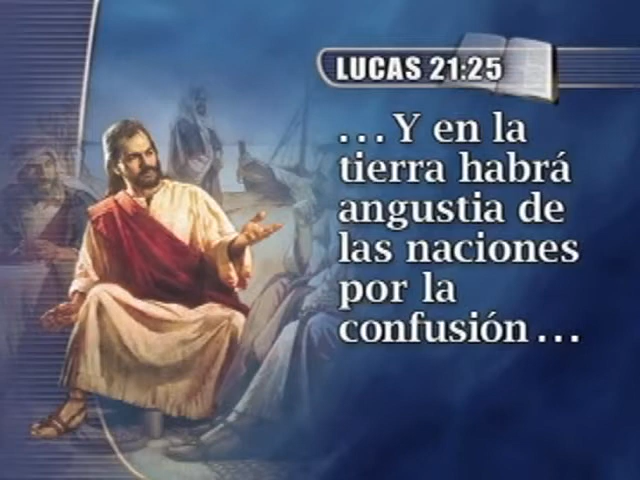 LUCAS 21:25
. . . Y en la
tierra habrá
angustia de
las naciones
por la
confusión . . .